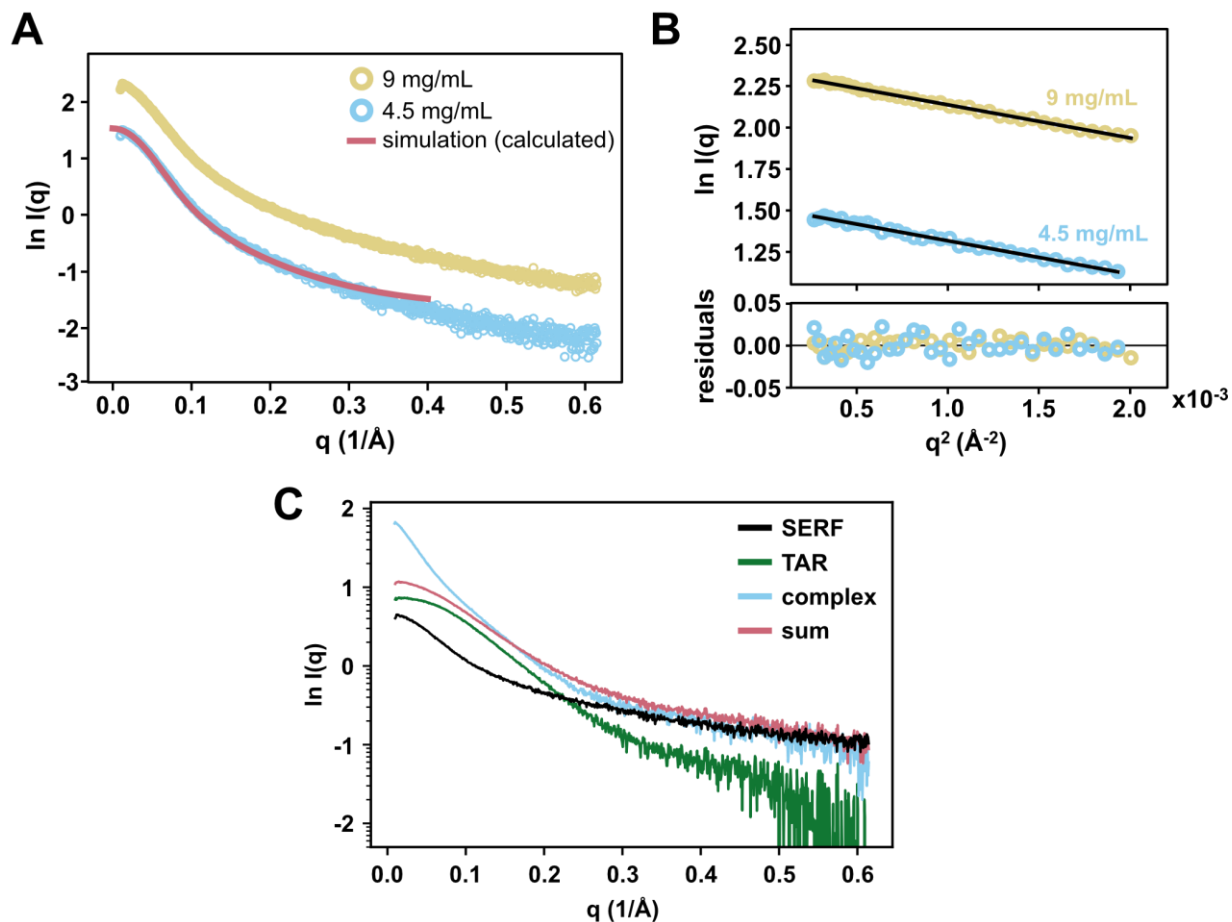 A
9 mg/mL
4.5 mg/mL
simulation (calculated)
ln I(q)
2
1
0
-1
-2
-3
0.0 0.1 0.2 0.3 0.4 0.5 0.6
q (1/Å)
B
2.50
2.25
2.00
1.75
1.50
1.25
ln I(q)
9 mg/mL
4.5 mg/mL
residuals
0.05
0.00
-0.05
0.5 1.0 1.5 2.0
x10⁻³
q² (Å⁻²)
C
SERF
TAR
complex
sum
ln I(q)
2
1
0
-1
-2
0.0 0.1 0.2 0.3 0.4 0.5 0.6
q (1/Å)